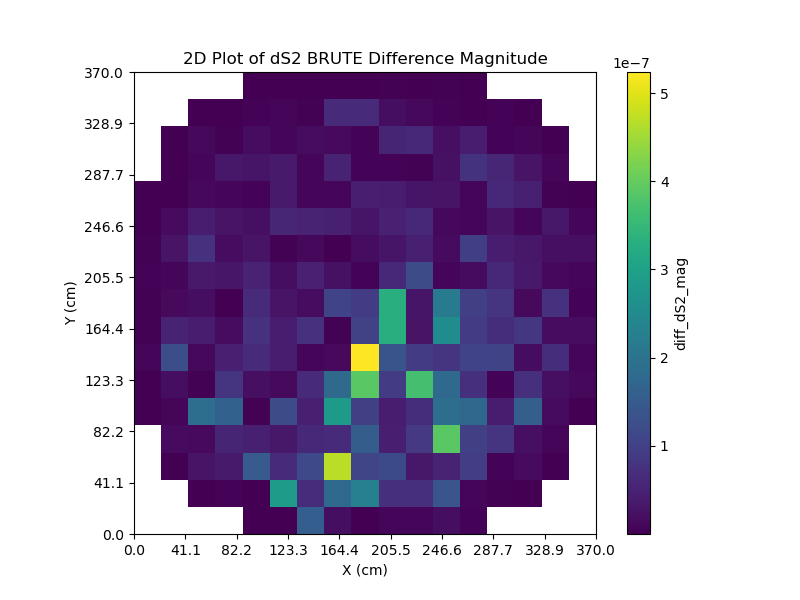 2D Plot of dS2 BRUTE Difference Magnitude
1e−7
370.0
328.9
287.7
246.6
205.5
164.4
123.3
82.2
41.1
0.0
Y (cm)
0.0 41.1 82.2 123.3 164.4 205.5 246.6 287.7 328.9 370.0
X (cm)
5
4
3
2
1
diff_dS2_mag